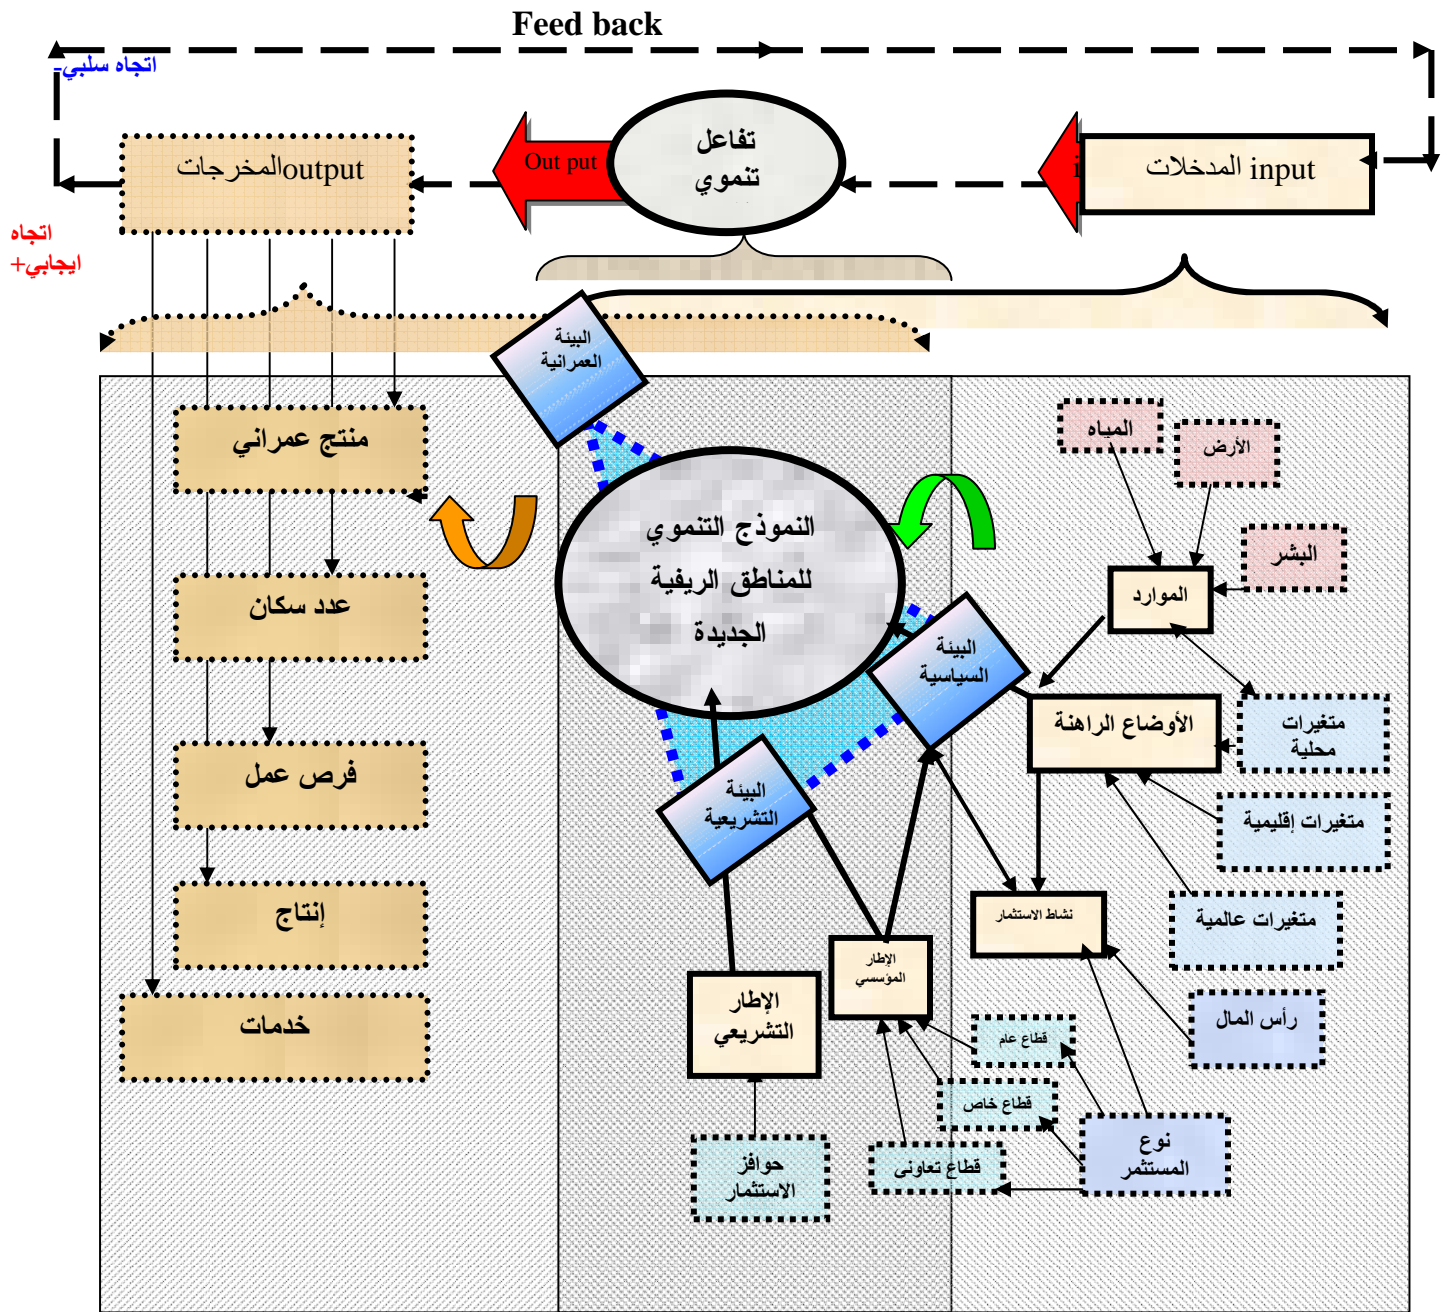 Feed back
اتجاه سلبي-
المدخلات input
تفاعل
تنموي
Out put
المخرجات output
اتجاه
ايجابي+
البيئة
العمرانية
المياه
الأرض
البشر
الموارد
النموذج التنموي
للمناطق الريفية
الجديدة
منتج عمراني
عدد سكان
فرص عمل
إنتاج
خدمات
البيئة
السياسية
الأوضاع الراهنة
متغيرات
محلية
متغيرات إقليمية
متغيرات عالمية
البيئة
التشريعية
نشاط الاستثمار
الإطار
المؤسسي
الإطار
التشريعي
رأس المال
قطاع عام
قطاع خاص
قطاع تعاونى
نوع
المستثمر
حوافز
الاستثمار